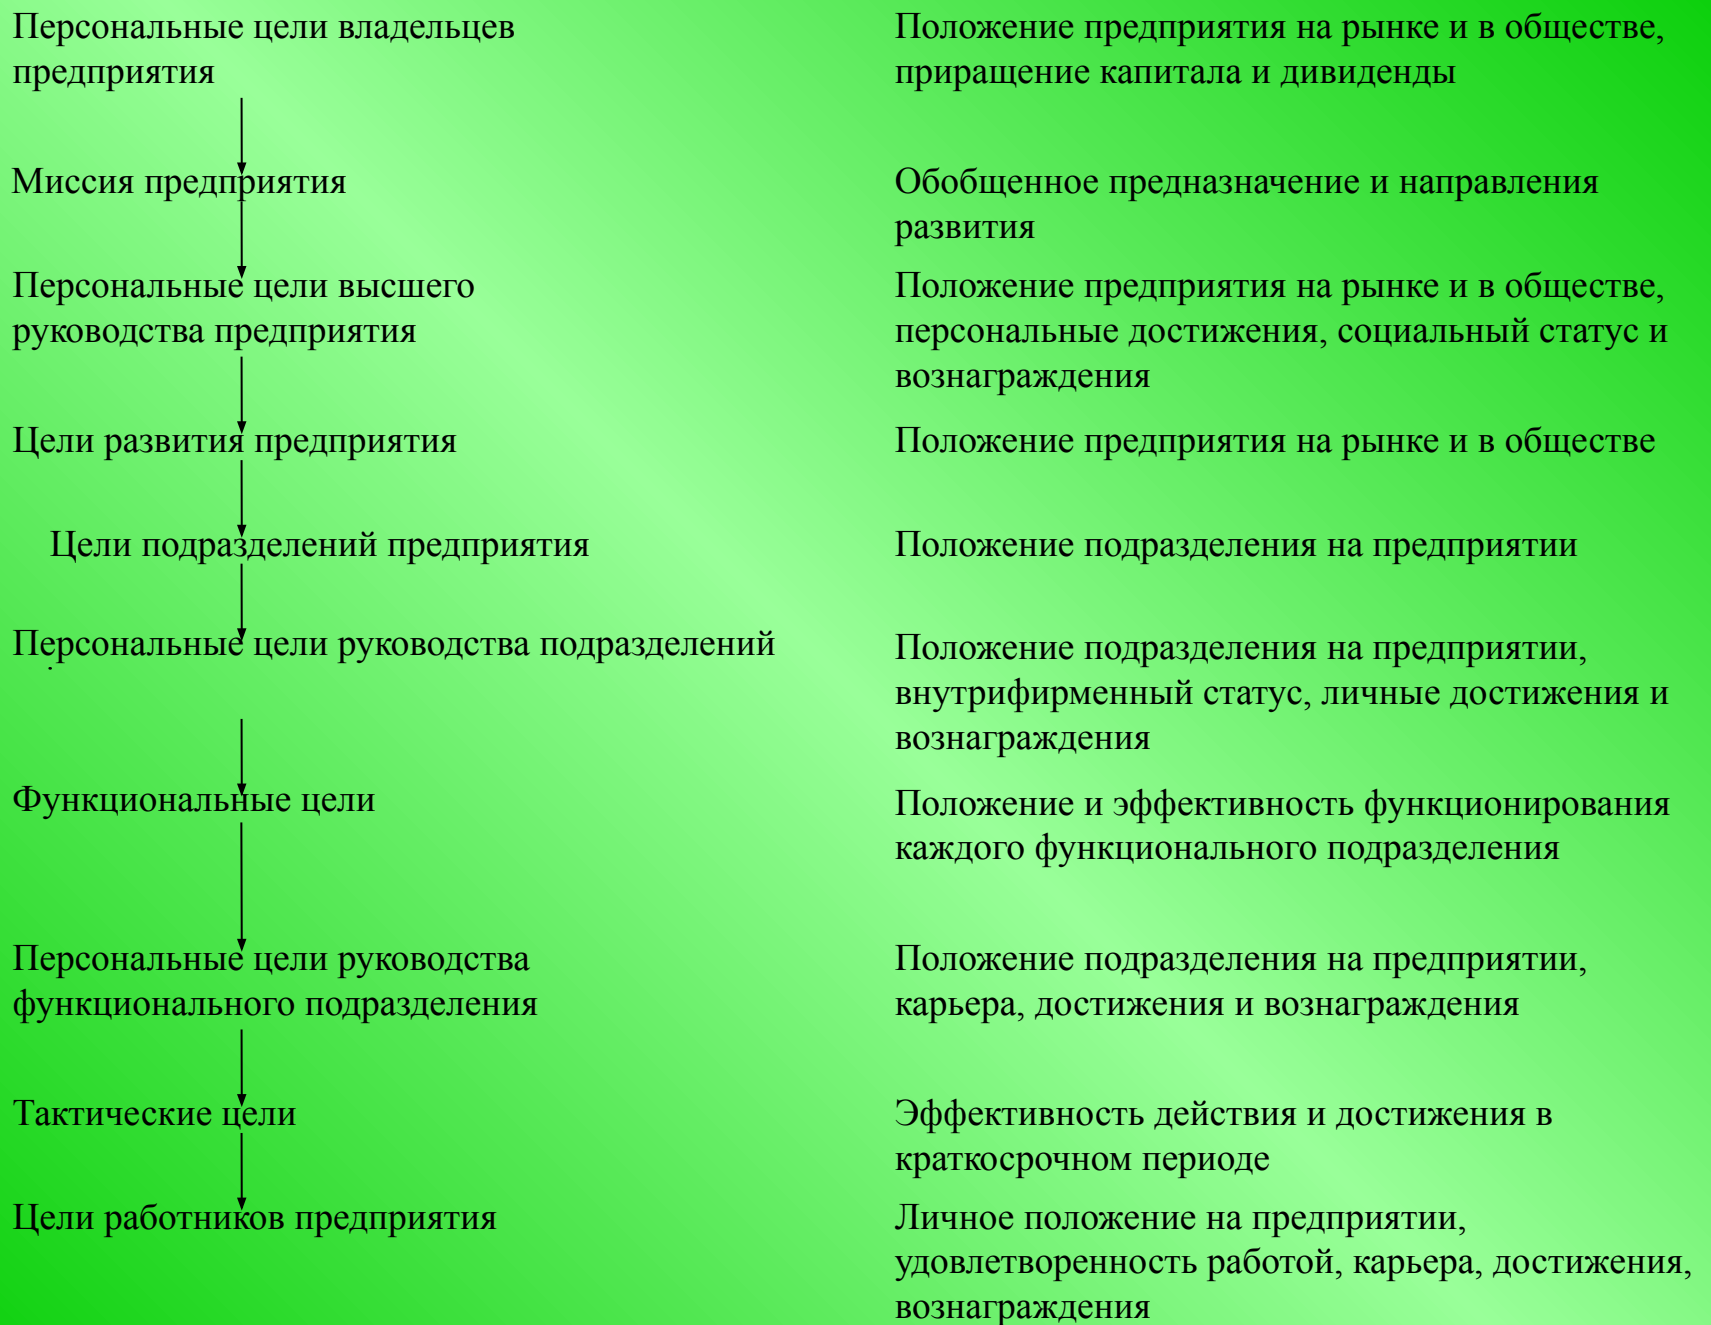 Персональные цели владельцев
предприятия
Положение предприятия на рынке и в обществе,
приращение капитала и дивиденды
Миссия предприятия
Обобщенное предназначение и направления
развития
Персональные цели высшего
руководства предприятия
Положение предприятия на рынке и в обществе,
персональные достижения, социальный статус и
вознаграждения
Цели развития предприятия
Положение предприятия на рынке и в обществе
Цели подразделений предприятия
Положение подразделения на предприятии
Персональные цели руководства подразделений
Положение подразделения на предприятии,
внутрифирменный статус, личные достижения и
вознаграждения
Функциональные цели
Положение и эффективность функционирования
каждого функционального подразделения
Персональные цели руководства
функционального подразделения
Положение подразделения на предприятии,
карьера, достижения и вознаграждения
Тактические цели
Эффективность действия и достижения в
краткосрочном периоде
Цели работников предприятия
Личное положение на предприятии,
удовлетворенность работой, карьера, достижения,
вознаграждения